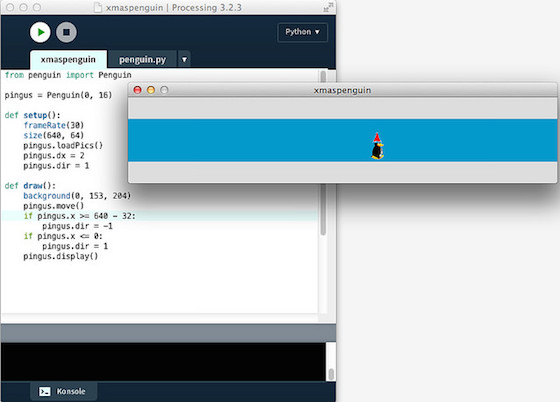 xmaspenguin | Processing 3.2.3
Python ▾
xmaspenguin
penguin.py
from penguin import Penguin
pingus = Penguin(0, 16)
def setup():
frameRate(30)
size(640, 64)
pingus.loadPics()
pingus.dx = 2
pingus.dir = 1
def draw():
background(0, 153, 204)
pingus.move()
if pingus.x >= 640 - 32:
pingus.dir = -1
if pingus.x <= 0:
pingus.dir = 1
pingus.display()
xmaspenguin
Konsole